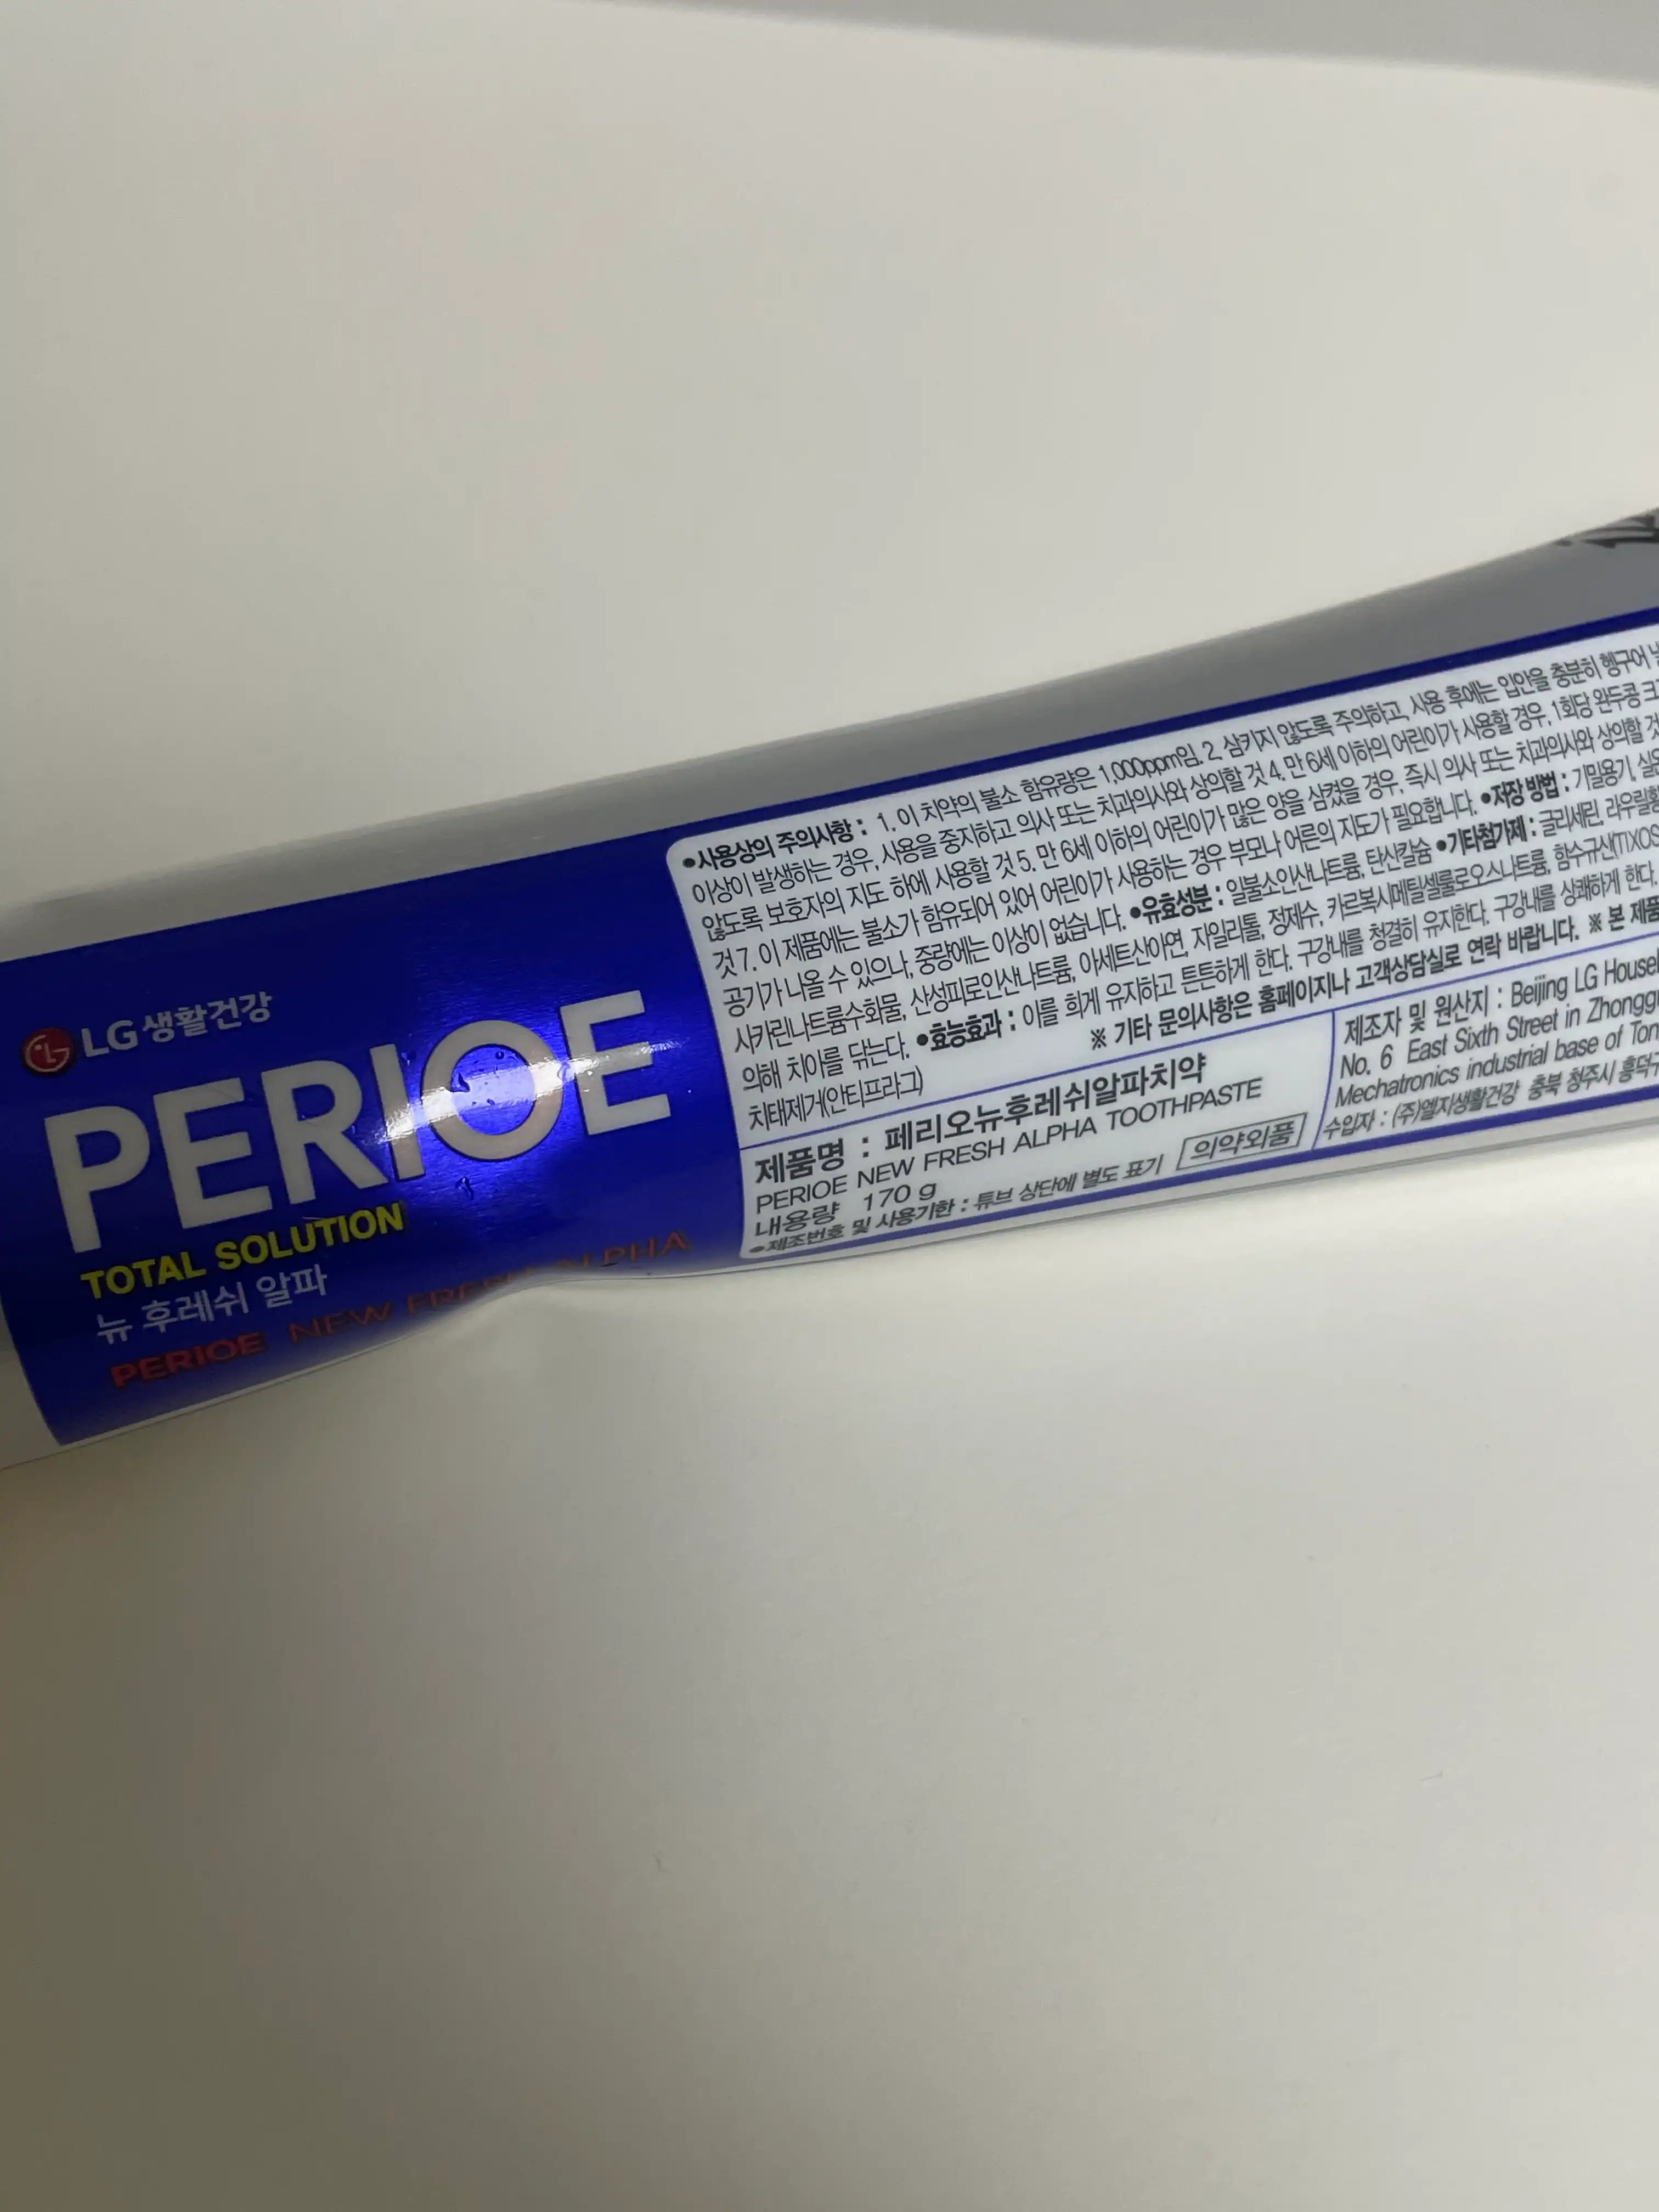 LG생활건강
PERIOE
TOTAL SOLUTION
뉴 후레쉬 알파
PERIOE NEW FRESH ALPHA
•사용상의 주의사항 : 1. 이 치약의 불소 함유량은 1,000ppm임. 2. 삼키지 않도록 주의하고, 사용 후에는 입안을 충분히 헹구어
이상이 발생하는 경우, 사용을 중지하고 의사 또는 치과의사와 상의할 것 4. 만 6세 이하의 어린이가 사용할 경우, 1회당 완두콩
않도록 보호자의 지도 하에 사용할 것 5. 만 6세 이하의 어린이가 많은 양을 삼켰을 경우, 즉시 의사 또는 치과의사와 상의할
것 7. 이 제품에는 불소가 함유되어 있어 어린이가 사용하는 경우 부모나 어른의 지도가 필요합니다. •저장 방법 : 기밀용기,
공기가 나올 수 있으나, 중량에는 이상이 없습니다. •유효성분 : 일불소인산나트륨, 탄산칼슘 •기타첨가제 : 글리세린,
사카린나트륨수화물, 산성피로인산나트륨, 아세트산아연, 자일리톨, 정제수, 카르복시메틸셀룰로오스나트륨, 함수규산(TIXOS
의해 치아를 닦는다. •효능효과 : 이를 희게 유지하고 튼튼하게 한다. 구강내를 청결히 유지한다. 구강내를 상쾌하게 한다.
치태제거(안티프라그)
※ 기타 문의사항은 홈페이지나 고객상담실로 연락 바랍니다. ※ 본 제품
제품명 : 페리오뉴후레쉬알파치약
PERIOE NEW FRESH ALPHA TOOTHPASTE
내용량 170 g
의약외품
•제조번호 및 사용기한 : 튜브 상단에 별도 표기
제조자 및 원산지 : Beijing LG
No. 6 East Sixth Street in
Mechatronics industrial base of
수입자 : (주)엘지생활건강 충북 청주시